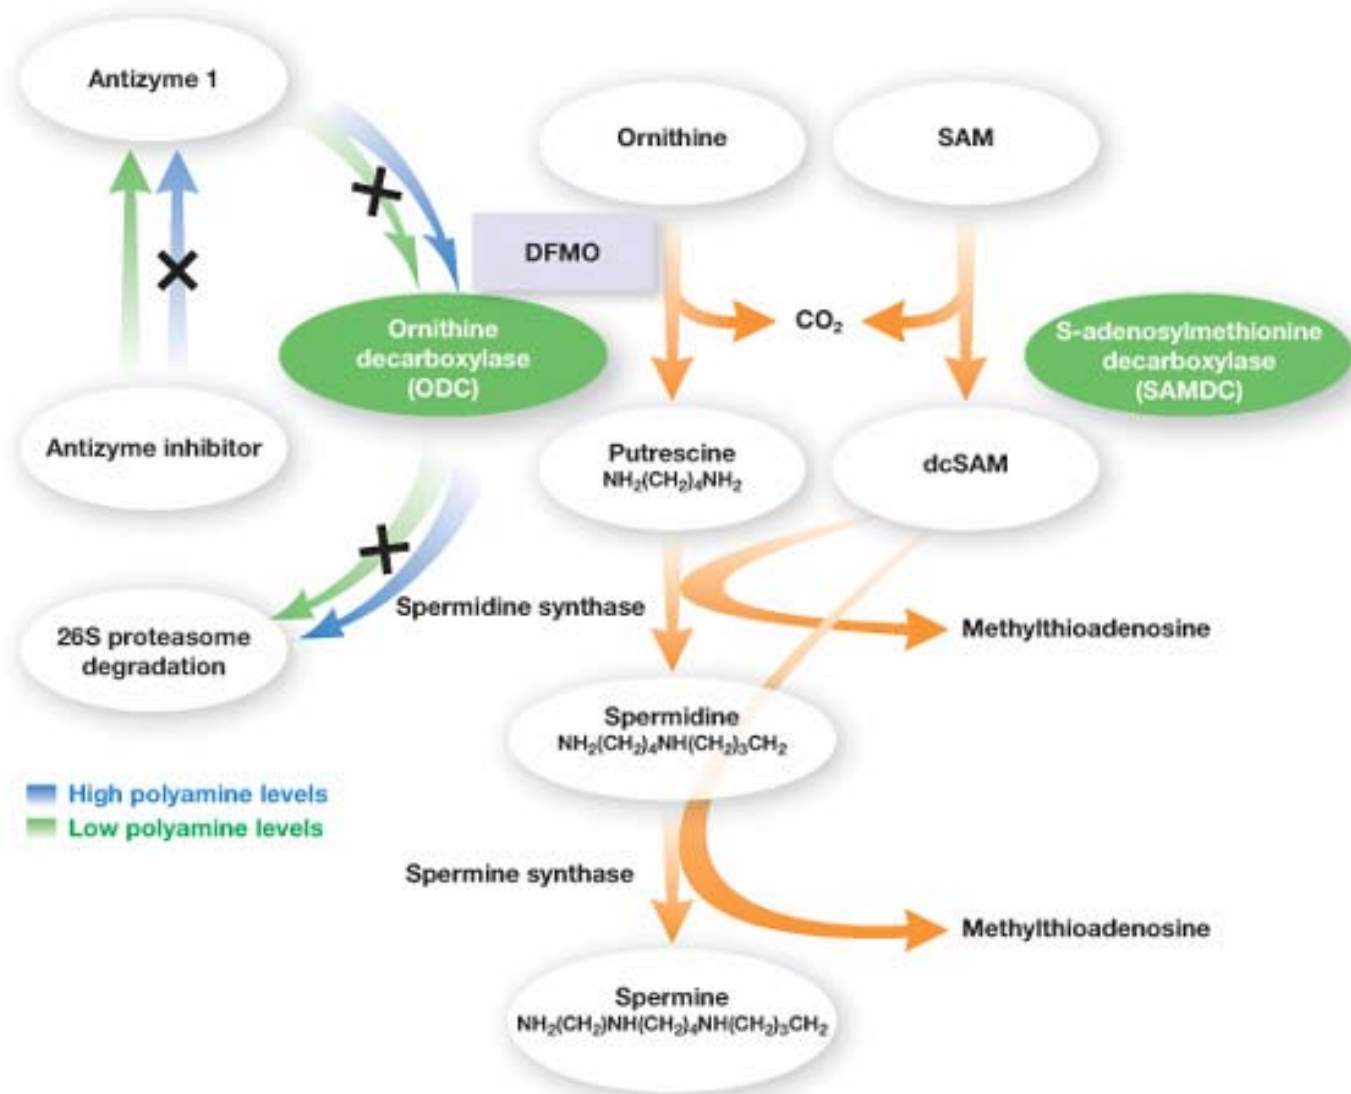 Antizyme 1
Ornithine
SAM
DFMO
CO₂
Ornithine
decarboxylase
(ODC)
S-adenosylmethionine
decarboxylase
(SAMDC)
Antizyme inhibitor
Putrescine
NH₂(CH₂)₄NH₂
dcSAM
Spermidine synthase
26S proteasome
degradation
Methylthioadenosine
Spermidine
NH₂(CH₂)₄NH(CH₂)₃CH₂
High polyamine levels
Low polyamine levels
Spermine synthase
Methylthioadenosine
Spermine
NH₂(CH₂)NH(CH₂)₄NH(CH₂)₃CH₂